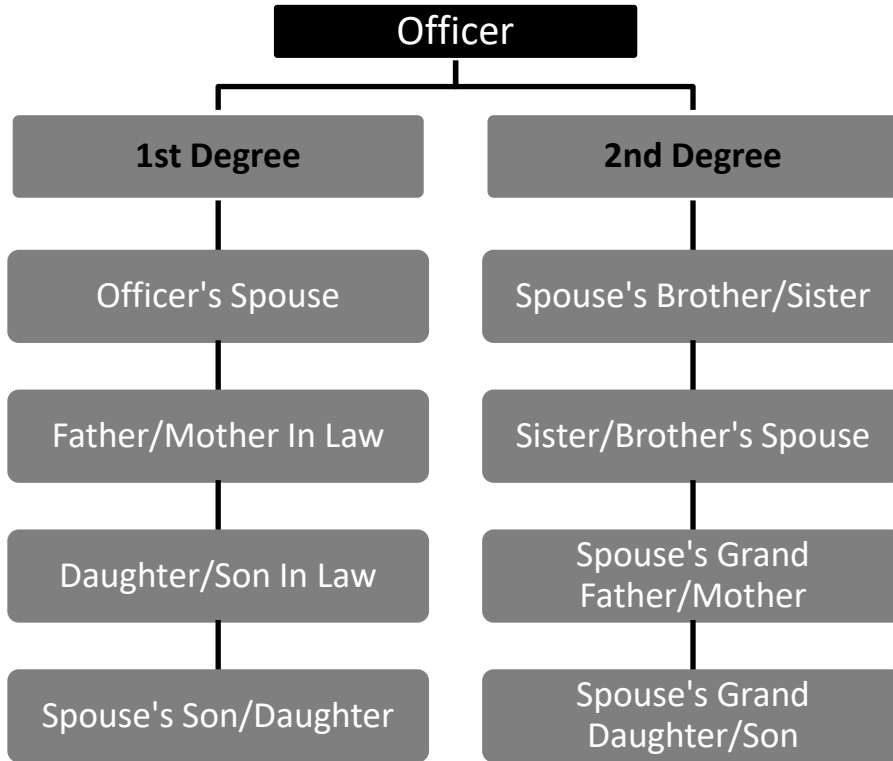 Officer
1st Degree
2nd Degree
Officer's Spouse
Spouse's Brother/Sister
Father/Mother In Law
Sister/Brother's Spouse
Daughter/Son In Law
Spouse's Grand
Father/Mother
Spouse's Son/Daughter
Spouse's Grand
Daughter/Son